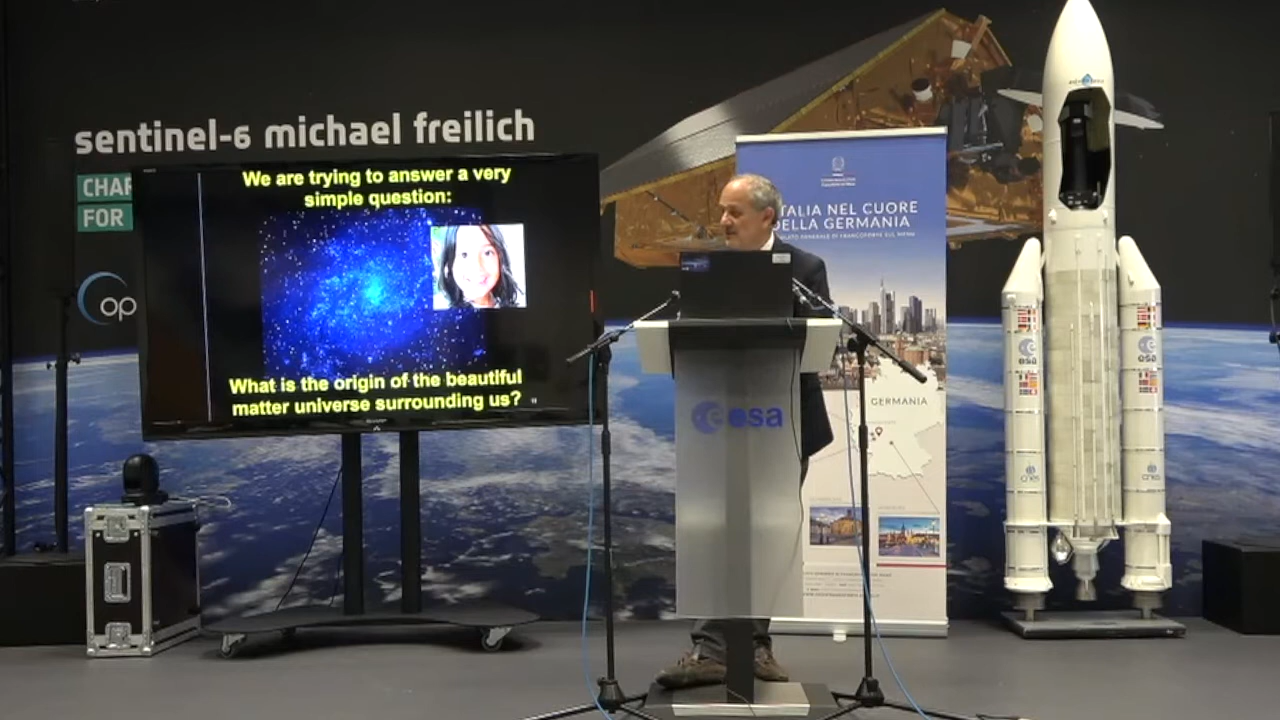 sentinel-6 michael freilich
CHAR
FOR
op
We are trying to answer a very
simple question:
What is the origin of the beautiful
matter universe surrounding us?
ITALIA NEL CUORE
DELLA GERMANIA
GERMANIA
esa
esa
esa
cnes
cnes